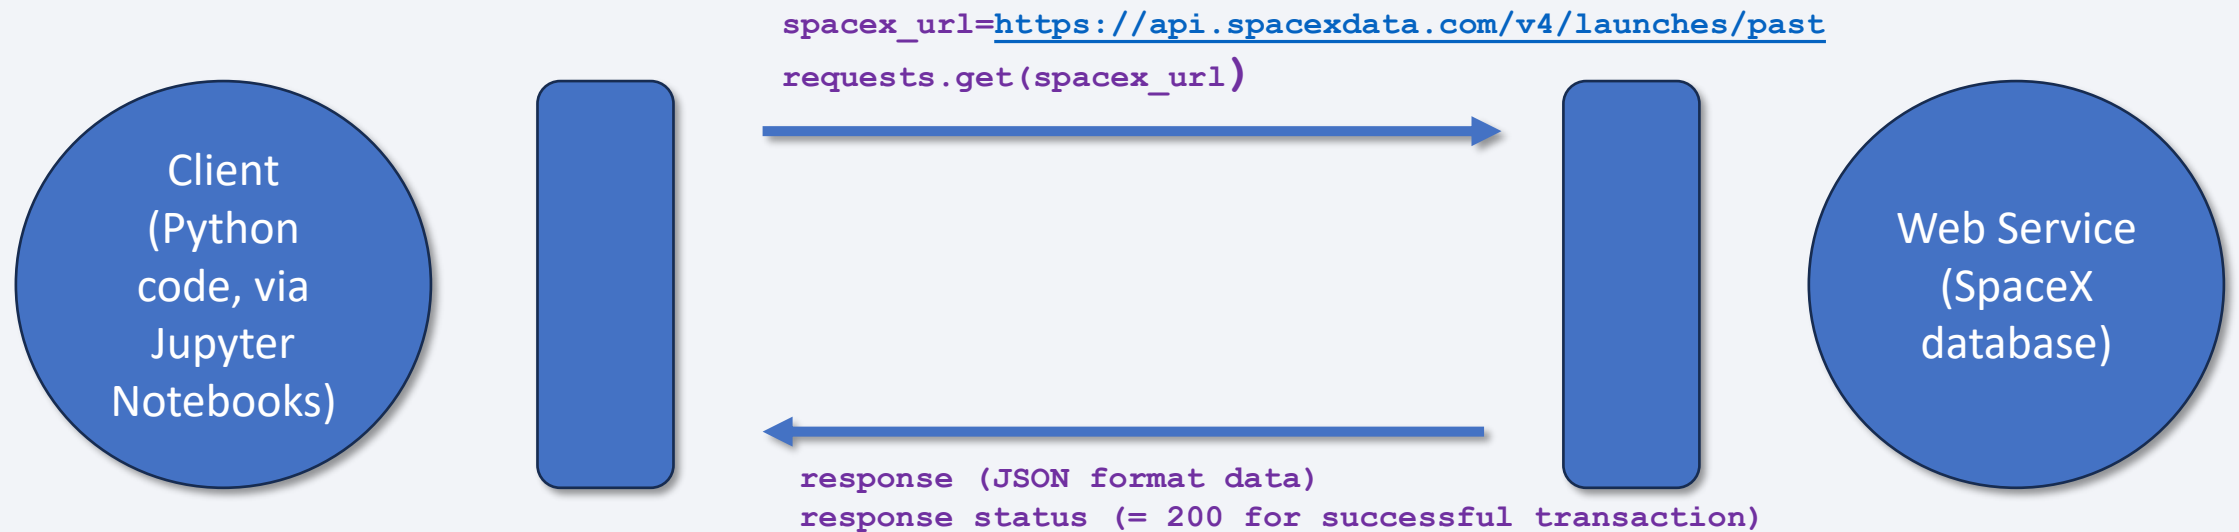 spacex_url=https://api.spacexdata.com/v4/launches/past
requests.get(spacex_url)
Client
(Python
code, via
Jupyter
Notebooks)
Web Service
(SpaceX
database)
response (JSON format data)
response status (= 200 for successful transaction)